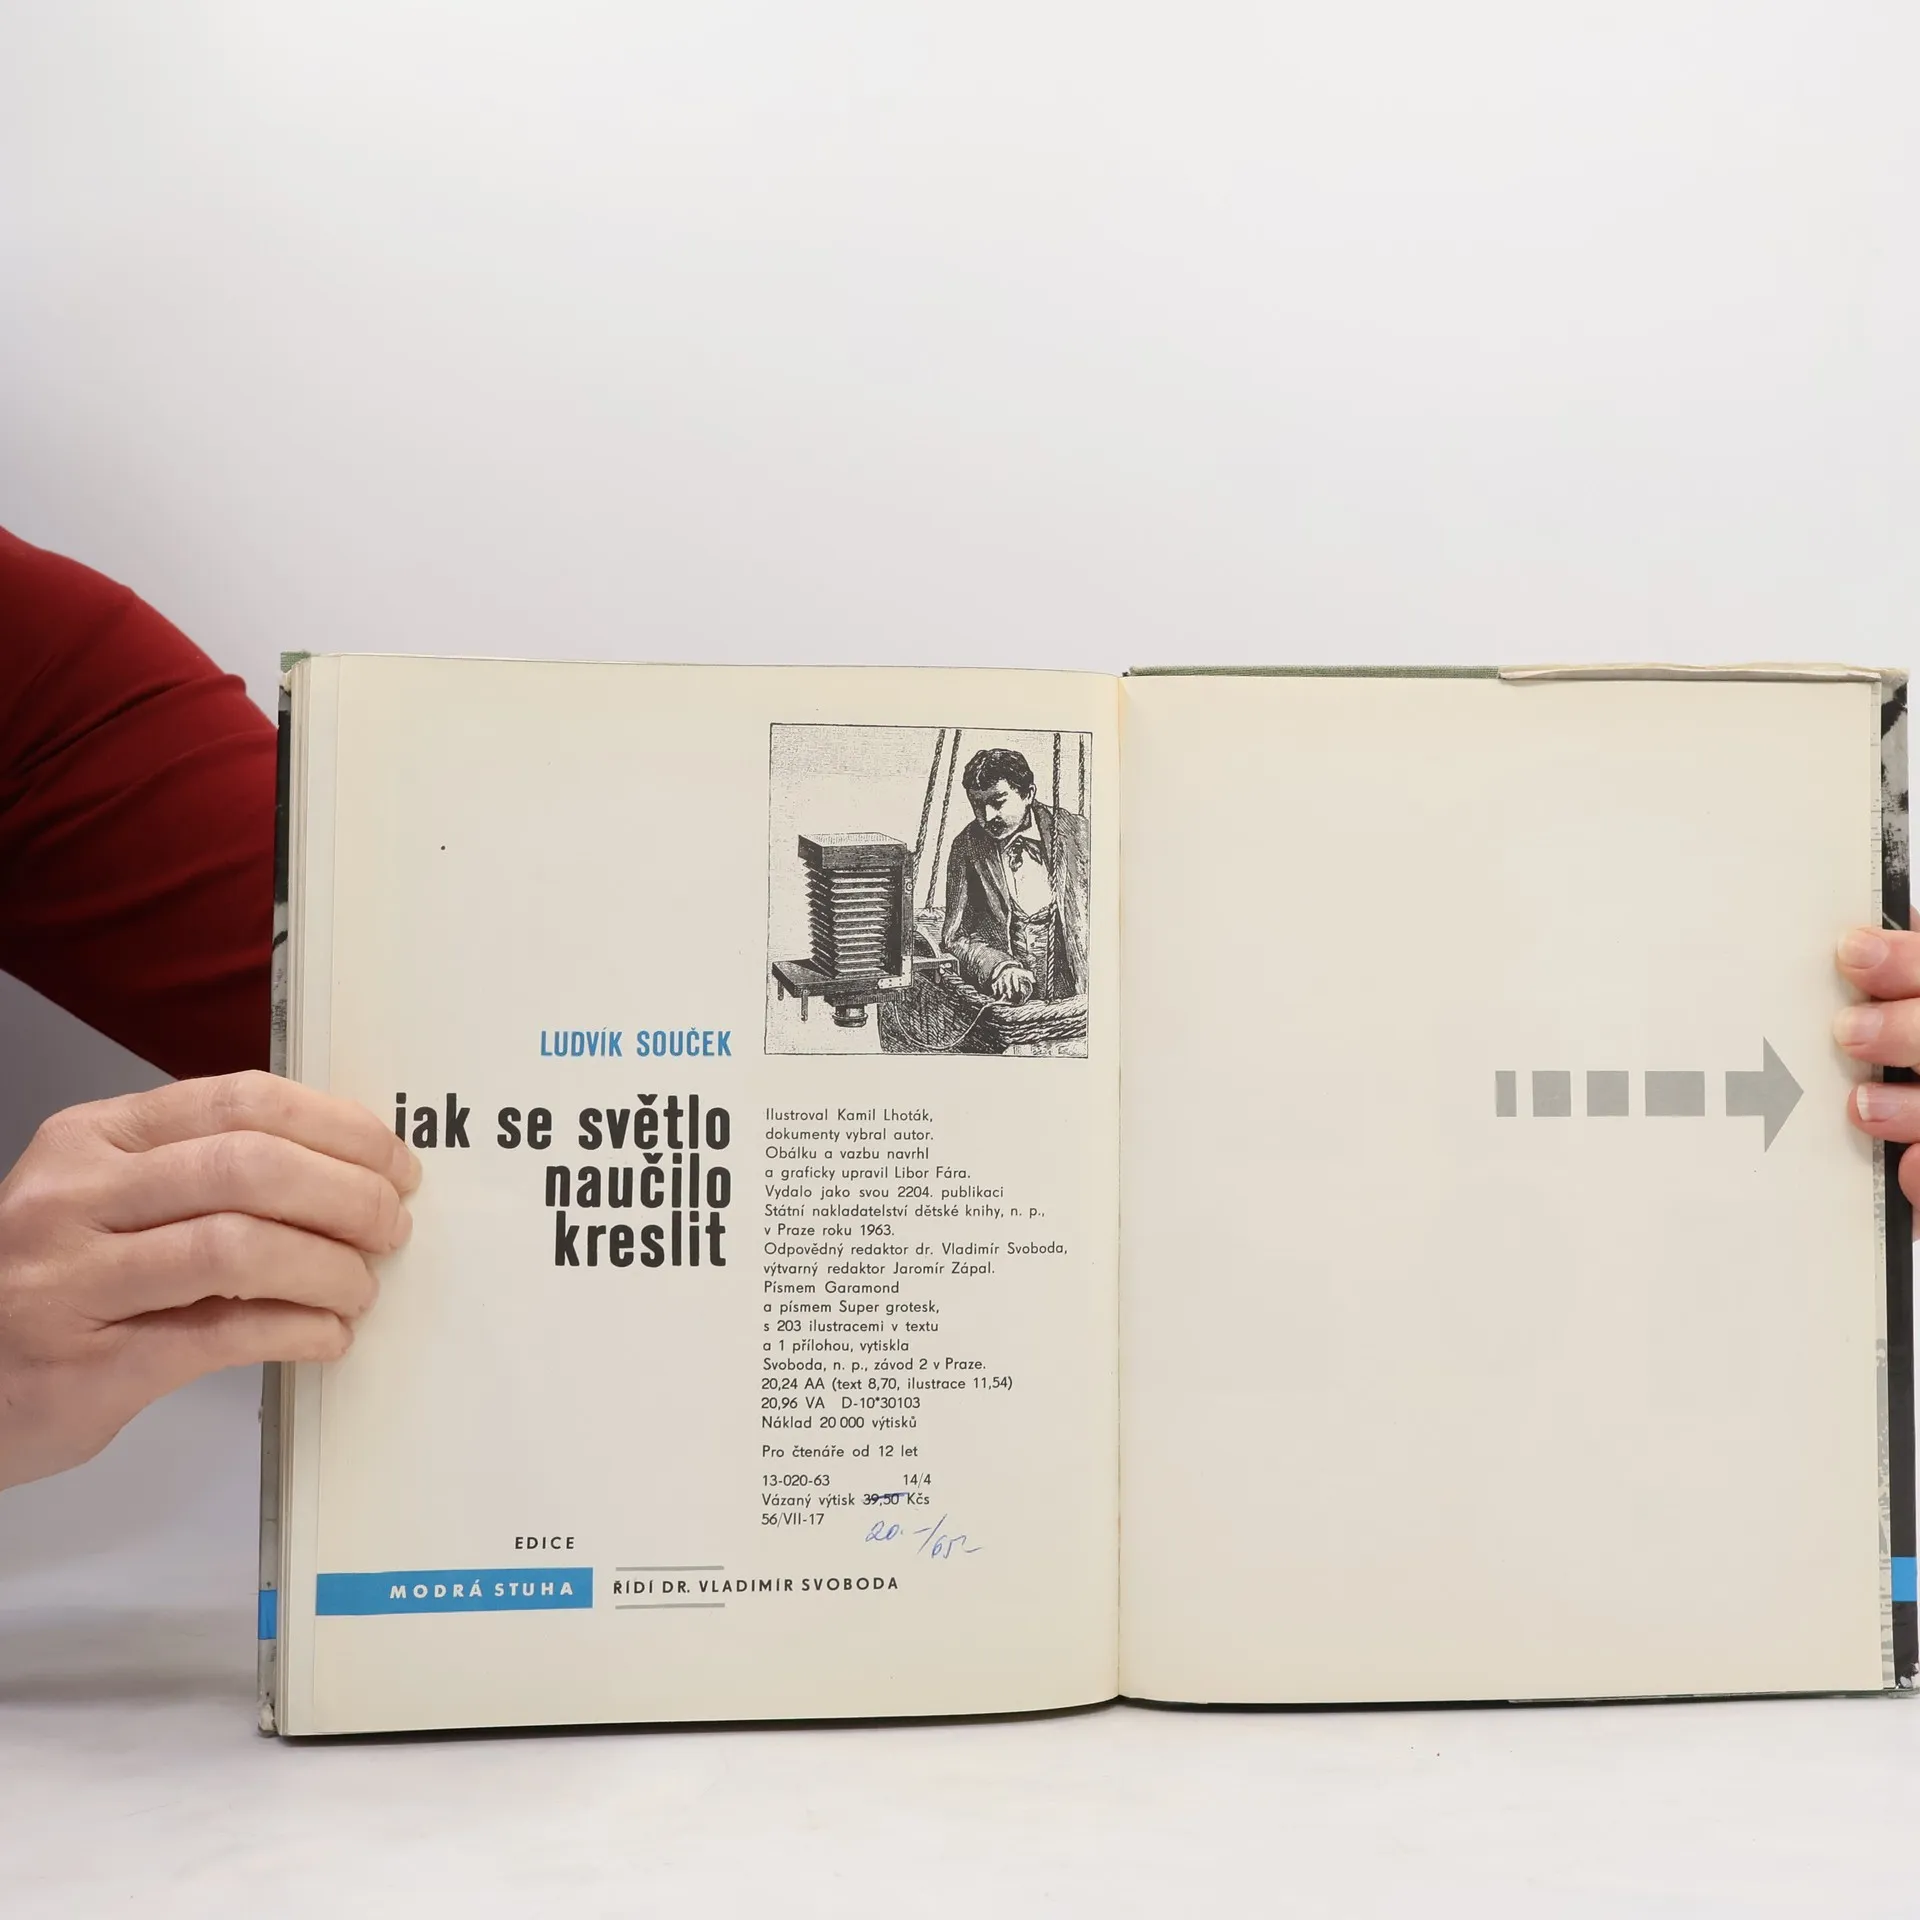 LUDVÍK SOUČEK
jak se světlo
naučilo
kreslit
Ilustroval Kamil Lhoták,
dokumenty vybral autor.
Obálku a vazbu navrhl
a graficky upravil Libor Fára.
Vydalo jako svou 2204. publikaci
Státní nakladatelství dětské knihy, n. p.,
v Praze roku 1963.
Odpovědný redaktor dr. Vladimír Svoboda,
výtvarný redaktor Jaromír Zápal.
Písmem Garamond
a písmem Super grotesk,
s 203 ilustracemi v textu
a 1 přílohou, vytiskla
Svoboda, n. p., závod 2 v Praze.
20,24 AA (text 8,70, ilustrace 11,54)
20,96 VA D-10*30103
Náklad 20 000 výtisků
Pro čtenáře od 12 let
13-020-63 14/4
Vázaný výtisk 39,50 Kčs
56/VII-17
20.-/65
EDICE
MODRÁ STUHA
ŘÍDÍ DR. VLADIMÍR SVOBODA